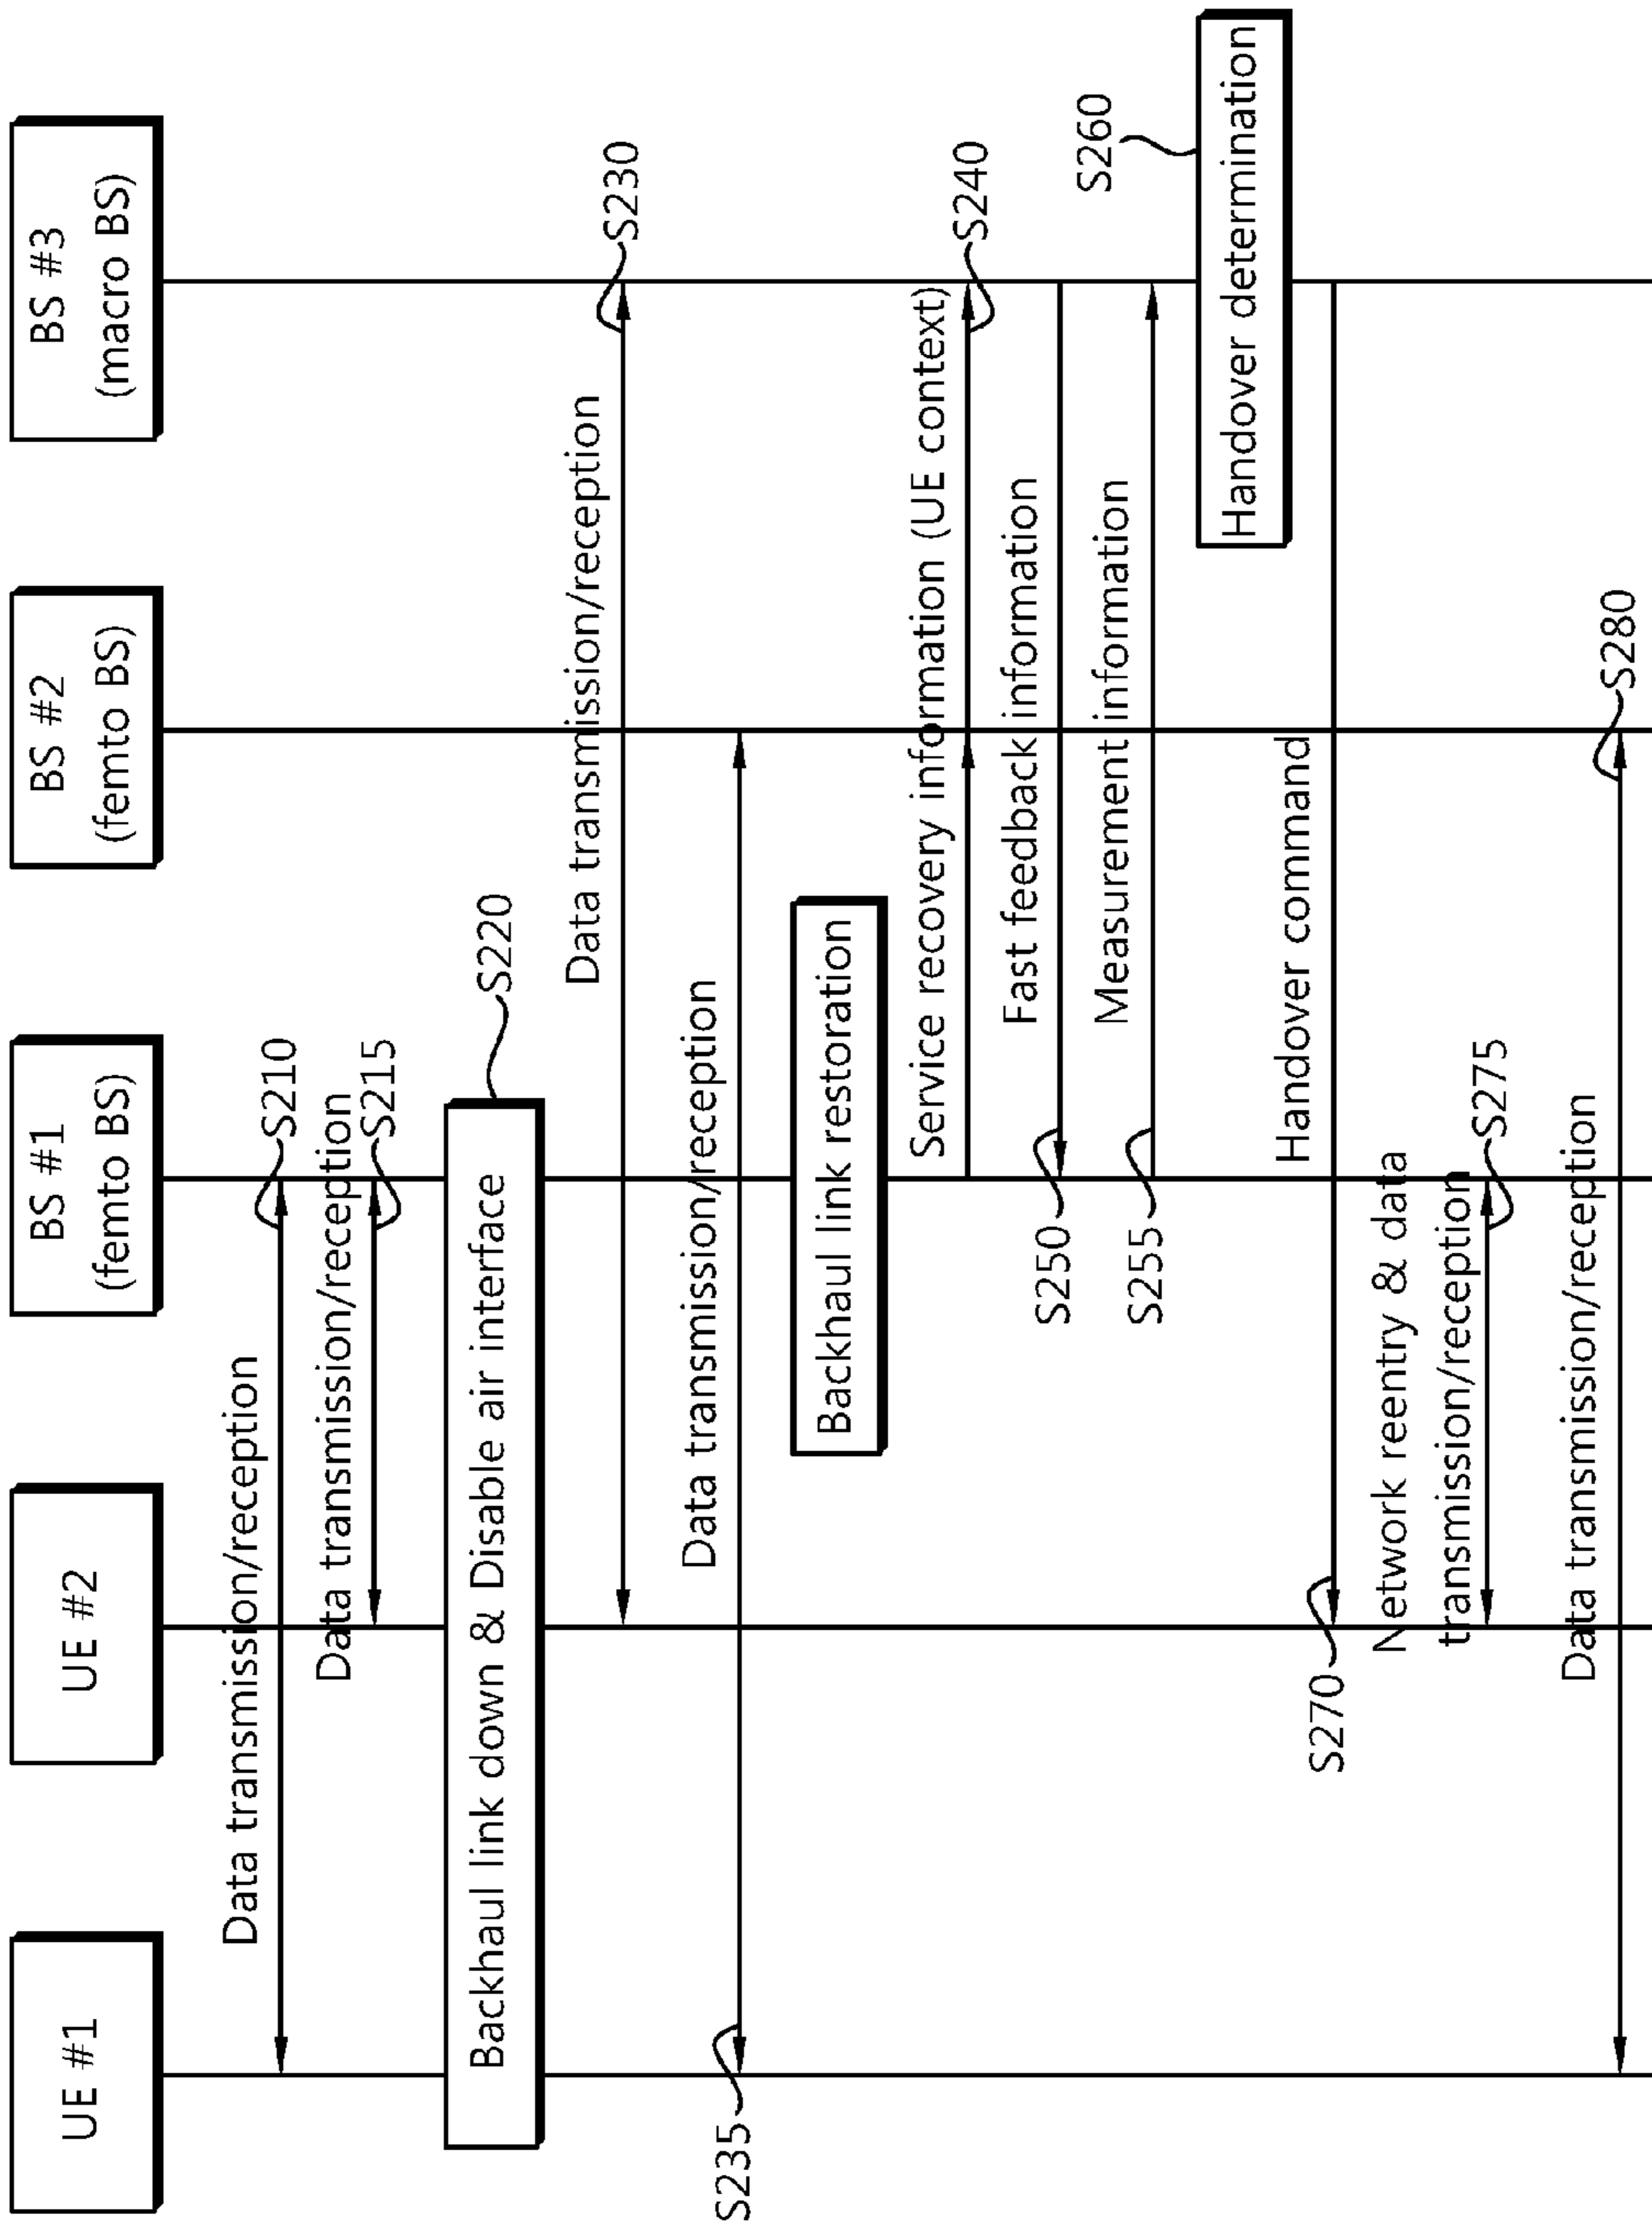 UE #1
UE #2
BS #1
(femto BS)
BS #2
(femto BS)
BS #3
(macro BS)
Data transmission/reception
S210
Data transmission/reception
S215
Backhaul link down & Disable air interface
S220
Data transmission/reception
S230
Data transmission/reception
S235
Backhaul link restoration
Service recovery information (UE context)
S240
Fast feedback information
S250
Measurement information
S255
S260
Handover determination
Handover command
S270
Network reentry & data
transmission/reception
S275
Data transmission/reception
S280